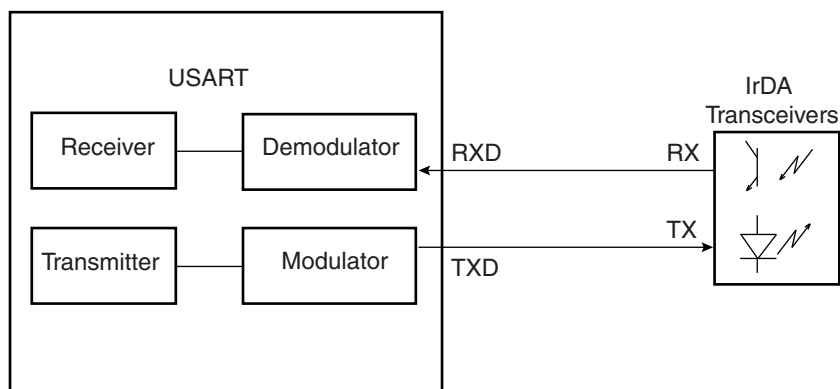 USART
IrDA
Transceivers
Receiver
Demodulator
RXD
RX
Transmitter
Modulator
TXD
TX